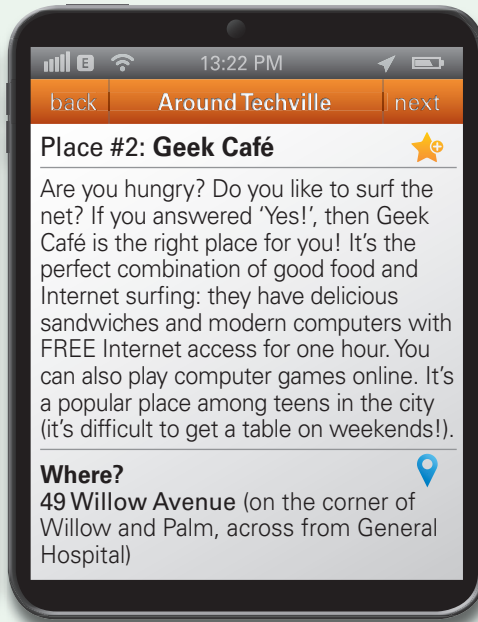 E 13:22 PM
back Around Techville next
Place #2: Geek Café
Are you hungry? Do you like to surf the
net? If you answered ‘Yes!’, then Geek
Café is the right place for you! It’s the
perfect combination of good food and
Internet surfing: they have delicious
sandwiches and modern computers with
FREE Internet access for one hour. You
can also play computer games online. It’s
a popular place among teens in the city
(it’s difficult to get a table on weekends!).
Where?
49 Willow Avenue (on the corner of
Willow and Palm, across from General
Hospital)